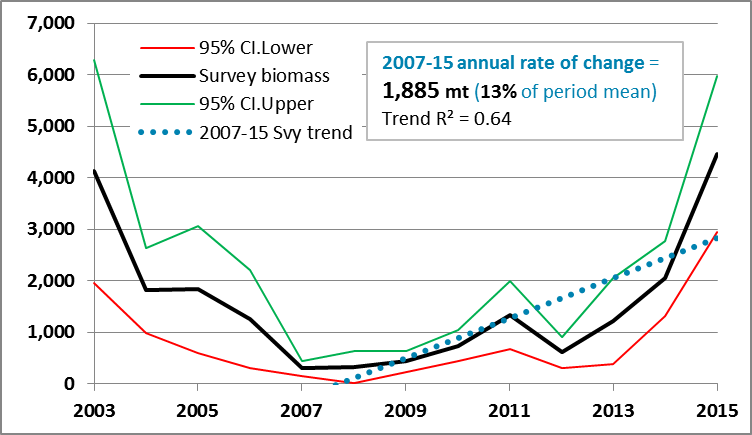 7,000
6,000
5,000
4,000
3,000
2,000
1,000
0
95% CI.Lower
Survey biomass
95% CI.Upper
2007-15 Svy trend
2007-15 annual rate of change =
1,885 mt (13% of period mean)
Trend R² = 0.64
2003 2005 2007 2009 2011 2013 2015